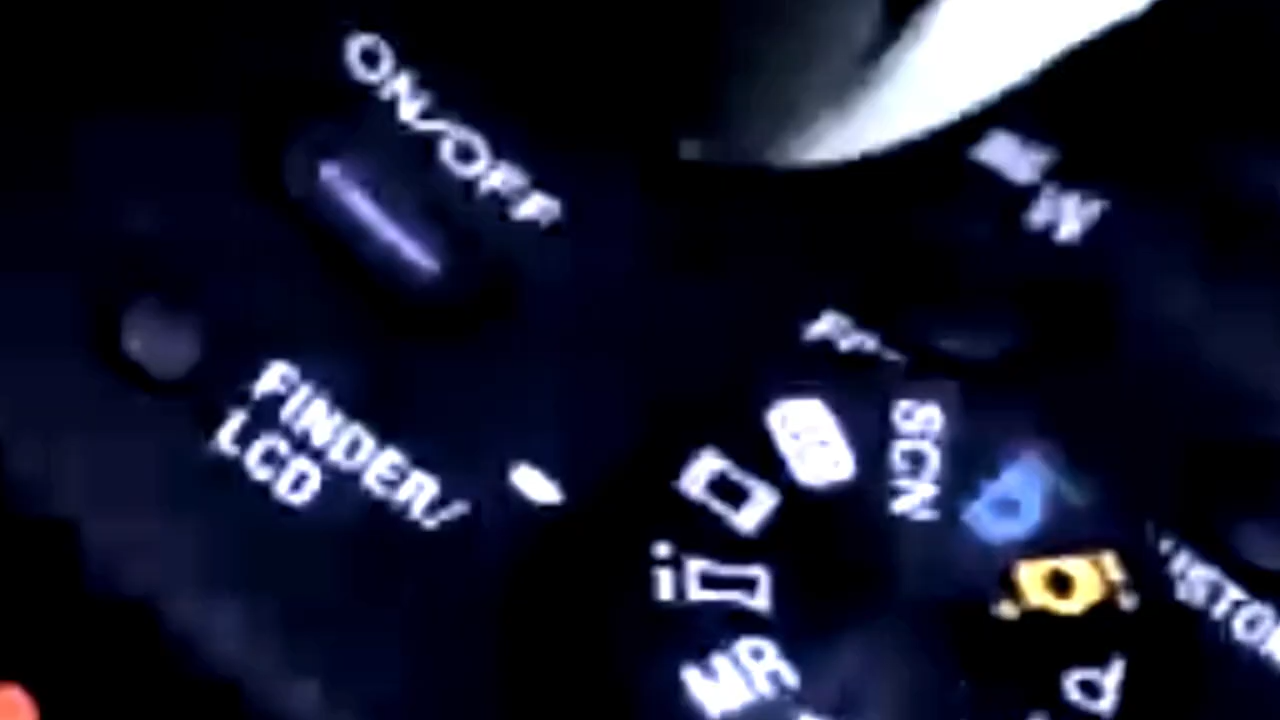 ON/OFF
FINDER/
LCD
SCN
i
MR
P